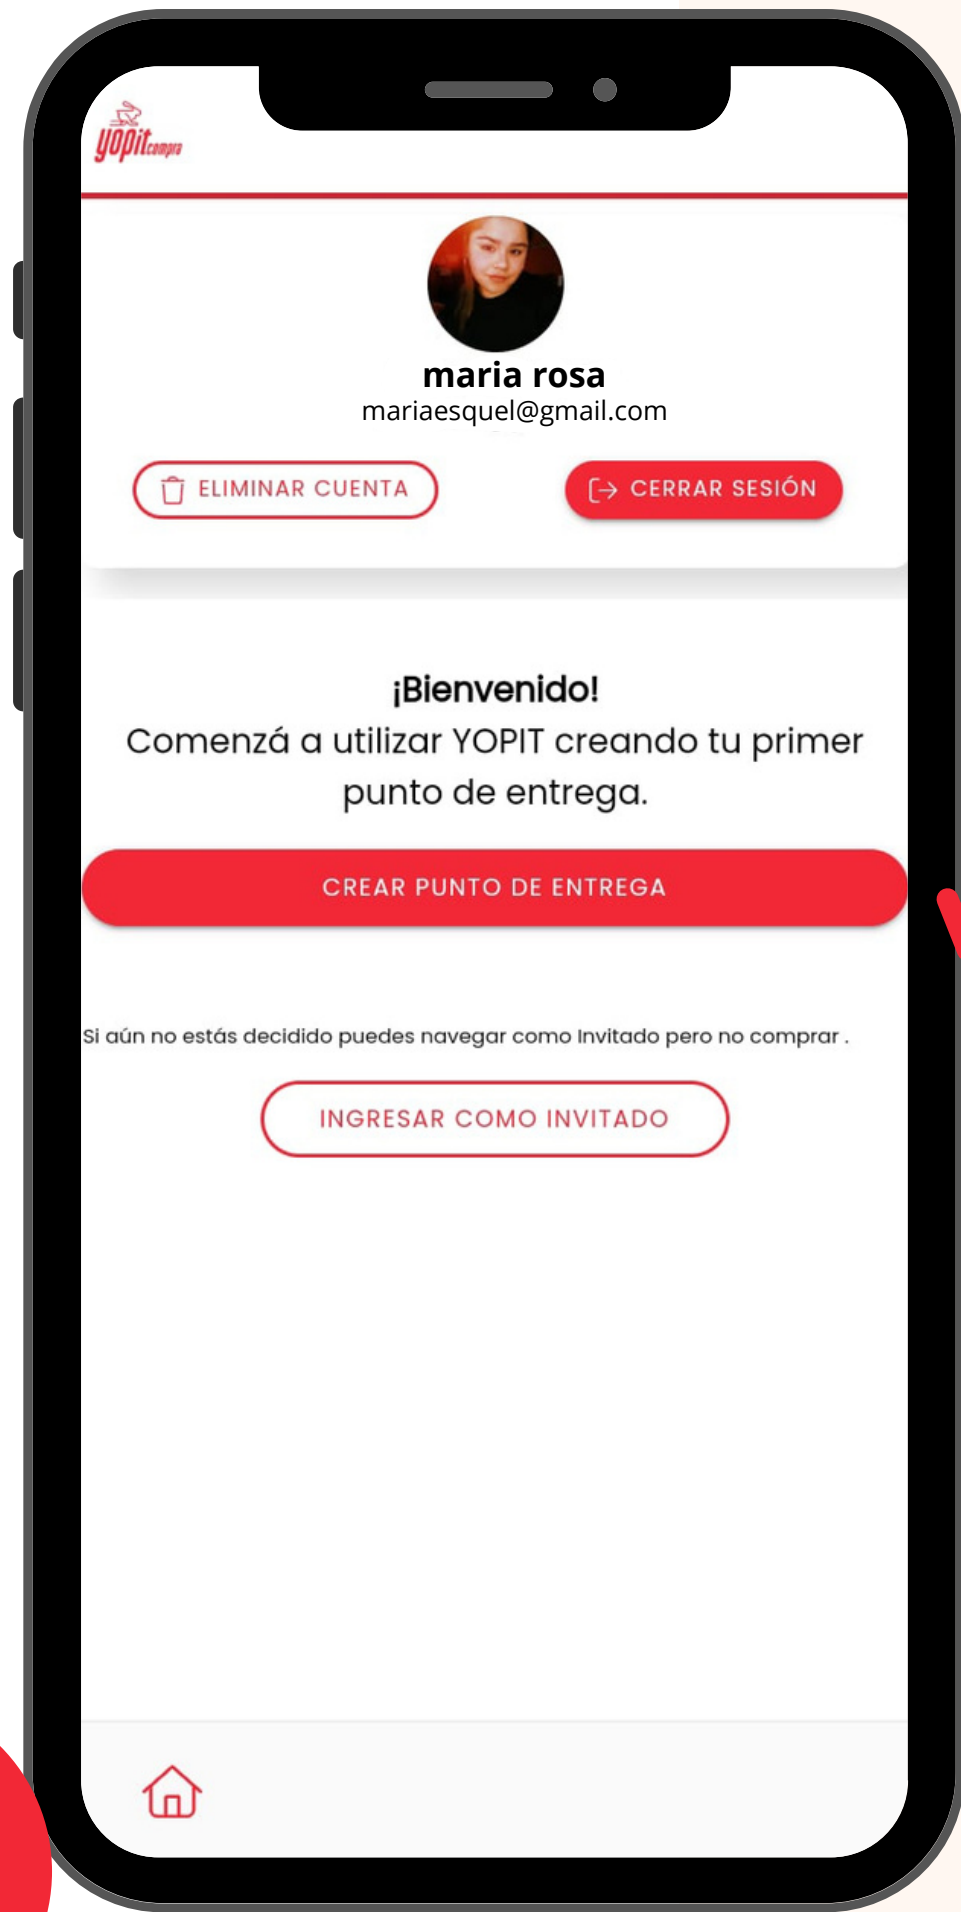 yopit compra
maria rosa
mariaesquel@gmail.com
ELIMINAR CUENTA
CERRAR SESIÓN
¡Bienvenido!
Comenzá a utilizar YOPIT creando tu primer
punto de entrega.
CREAR PUNTO DE ENTREGA
Si aún no estás decidido puedes navegar como Invitado pero no comprar .
INGRESAR COMO INVITADO